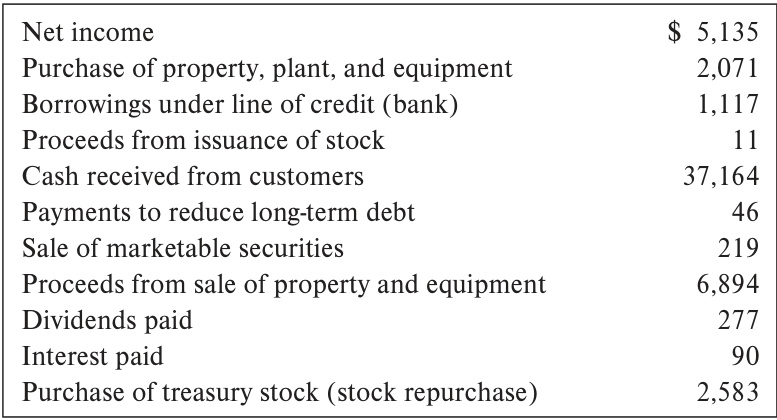 Net income $ 5,135
Purchase of property, plant, and equipment 2,071
Borrowings under line of credit (bank) 1,117
Proceeds from issuance of stock 11
Cash received from customers 37,164
Payments to reduce long-term debt 46
Sale of marketable securities 219
Proceeds from sale of property and equipment 6,894
Dividends paid 277
Interest paid 90
Purchase of treasury stock (stock repurchase) 2,583